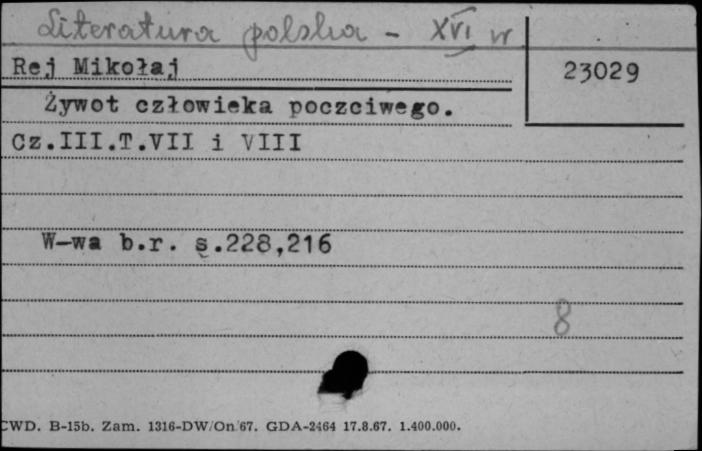 Literatura polska - XVI w
Rej Mikołaj
23029
Żywot człowieka poczciwego.
Cz.III.T.VII i VIII
W-wa b.r. s.228,216
8
CWD. B-15b. Zam. 1316-DW/On/67. GDA-2464 17.8.67. 1.400.000.